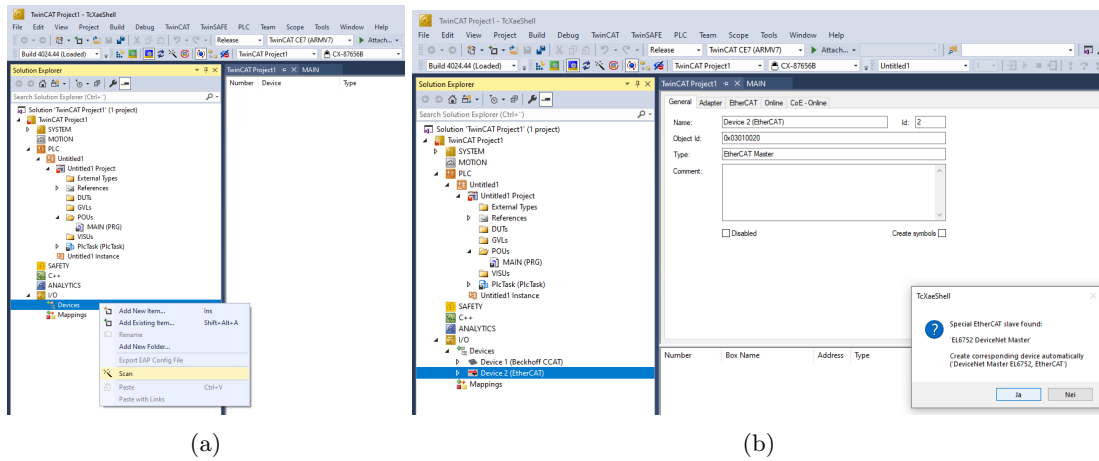 TwinCAT Project1 - TcXaeShell
File Edit View Project Build Debug TwinCAT TwinSAFE PLC Team Scope Tools Window Help
Release TwinCAT CE7 (ARMV7) Attach...
Build 4024.44 (Loaded) TwinCAT Project1 CX-87656B
Solution Explorer
Search Solution Explorer (Ctrl+¨)
Solution 'TwinCAT Project1' (1 project)
TwinCAT Project1
SYSTEM
MOTION
PLC
Untitled1
Untitled1 Project
External Types
References
DUTs
GVLs
POUs
MAIN (PRG)
VISUs
PlcTask (PlcTask)
Untitled1 Instance
SAFETY
C++
ANALYTICS
I/O
Devices
Mappings
TwinCAT Project1 MAIN
Number Device Type
Add New Item... Ins
Add Existing Item... Shift+Alt+A
Rename
Add New Folder...
Export EAP Config File
Scan
Paste Ctrl+V
Paste with Links
(a)
TwinCAT Project1 - TcXaeShell
File Edit View Project Build Debug TwinCAT TwinSAFE PLC Team Scope Tools Window Help
Release TwinCAT CE7 (ARMV7) Attach...
Build 4024.44 (Loaded) TwinCAT Project1 CX-87656B Untitled1
Solution Explorer
Search Solution Explorer (Ctrl+¨)
Solution 'TwinCAT Project1' (1 project)
TwinCAT Project1
SYSTEM
MOTION
PLC
Untitled1
Untitled1 Project
External Types
References
DUTs
GVLs
POUs
MAIN (PRG)
VISUs
PlcTask (PlcTask)
Untitled1 Instance
SAFETY
C++
ANALYTICS
I/O
Devices
Device 1 (Beckhoff CCAT)
Device 2 (EtherCAT)
Mappings
TwinCAT Project1 MAIN
General Adapter EtherCAT Online CoE - Online
Name: Device 2 (EtherCAT) Id: 2
Object Id: 0x03010020
Type: EtherCAT Master
Comment:
Disabled Create symbols
Number Box Name Address Type
TcXaeShell
Special EtherCAT slave found:
'EL6752 DeviceNet Master'
Create corresponding device automatically
('DeviceNet Master EL6752, EtherCAT')
Ja Nei
(b)